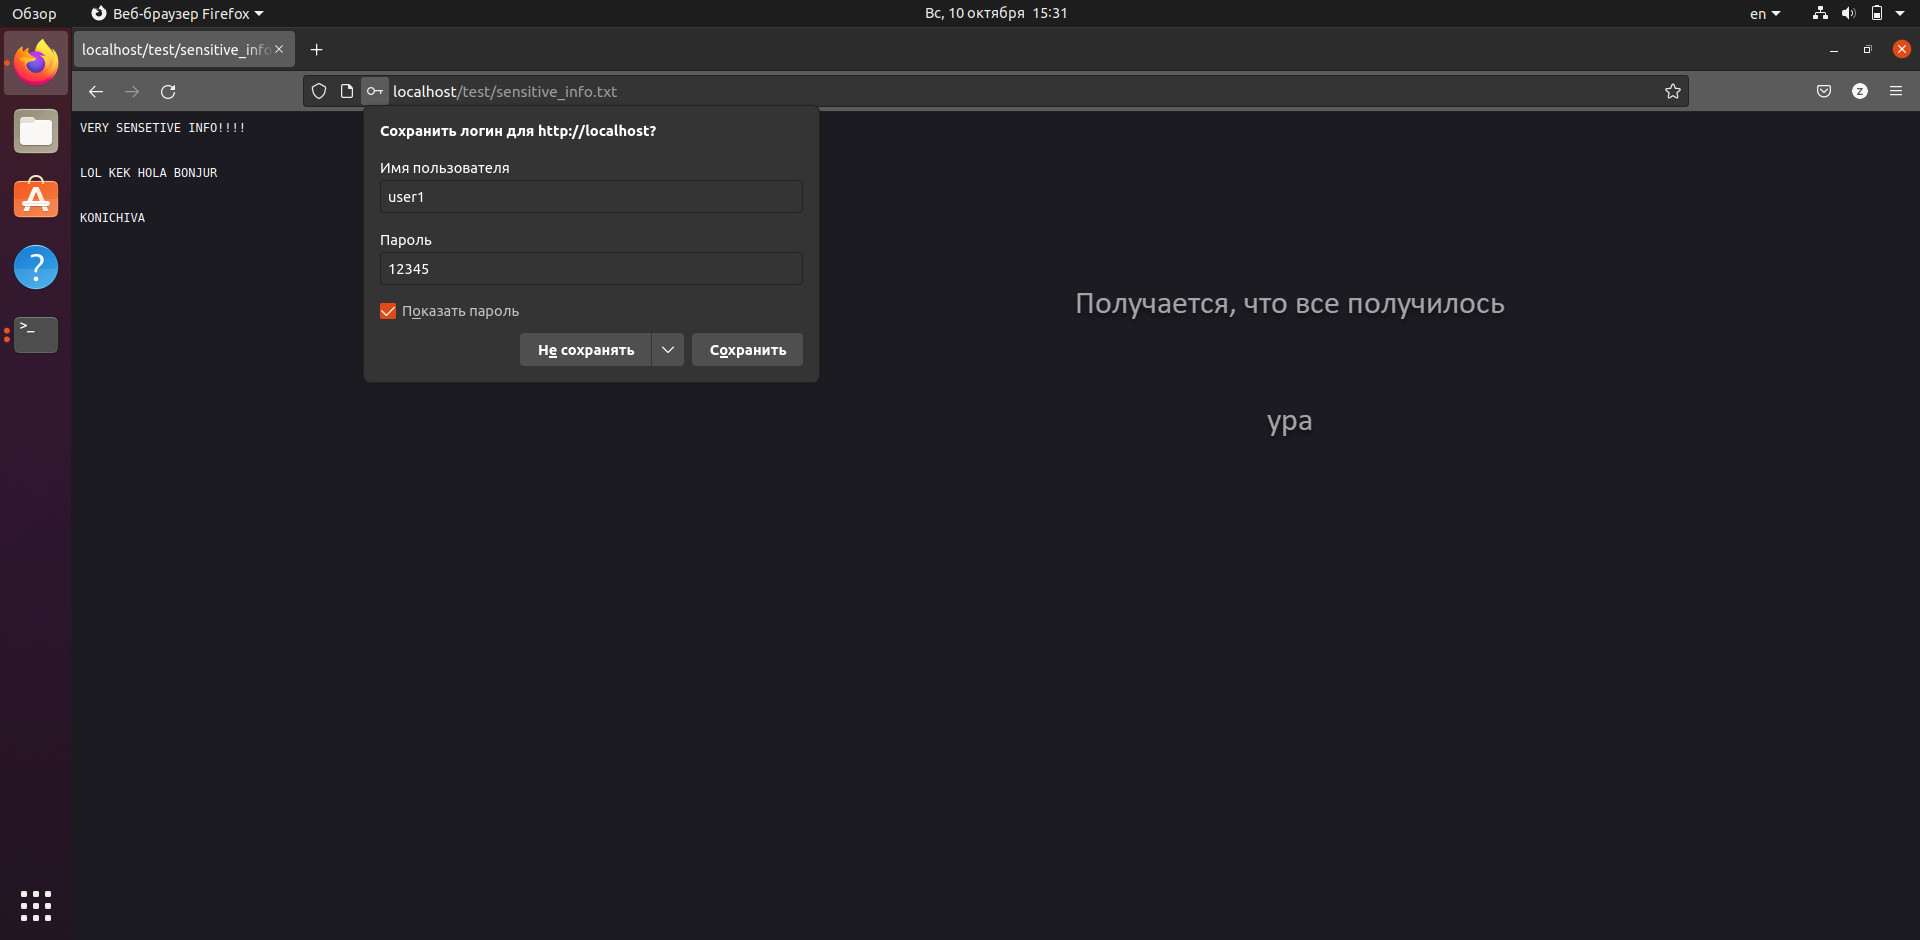 Обзор
Веб-браузер Firefox
Вс, 10 октября 15:31
en
localhost/test/sensitive_info
localhost/test/sensitive_info.txt
Z
VERY SENSETIVE INFO!!!!
LOL KEK HOLA BONJUR
KONICHIVA
Сохранить логин для http://localhost?
Имя пользователя
user1
Пароль
12345
Показать пароль
Не сохранять
Сохранить
Получается, что все получилось
ура